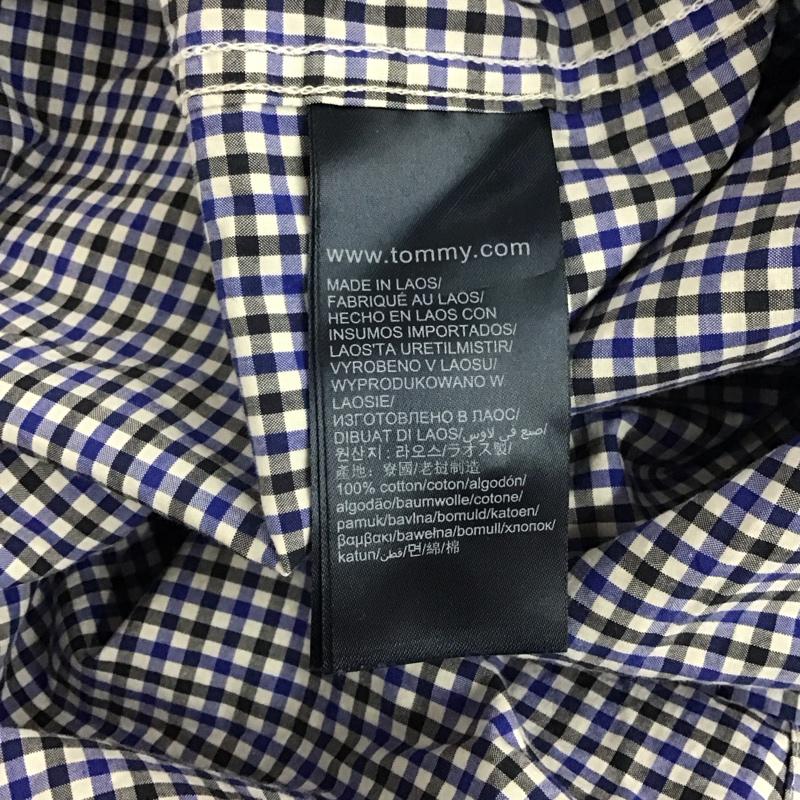 www.tommy.com
MADE IN LAOS/
FABRIQUÉ AU LAOS/
HECHO EN LAOS CON
INSUMOS IMPORTADOS/
LAOS'TA URETILMISTIR/
VYROBENO V LAOSU/
WYPRODUKOWANO W
LAOSIE/
ИЗГОТОВЛЕНО В ЛАОС/
DIBUAT DI LAOS/صنع في لاوس/
원산지 : 라오스/ラオス製/
產地：寮國/老挝制造
100% cotton/coton/algodón/
algodão/baumwolle/cotone/
pamuk/bavlna/bomuld/katoen/
βαμβακι/bawełna/bomull/хлопок/
katun/قطن/면/綿/棉